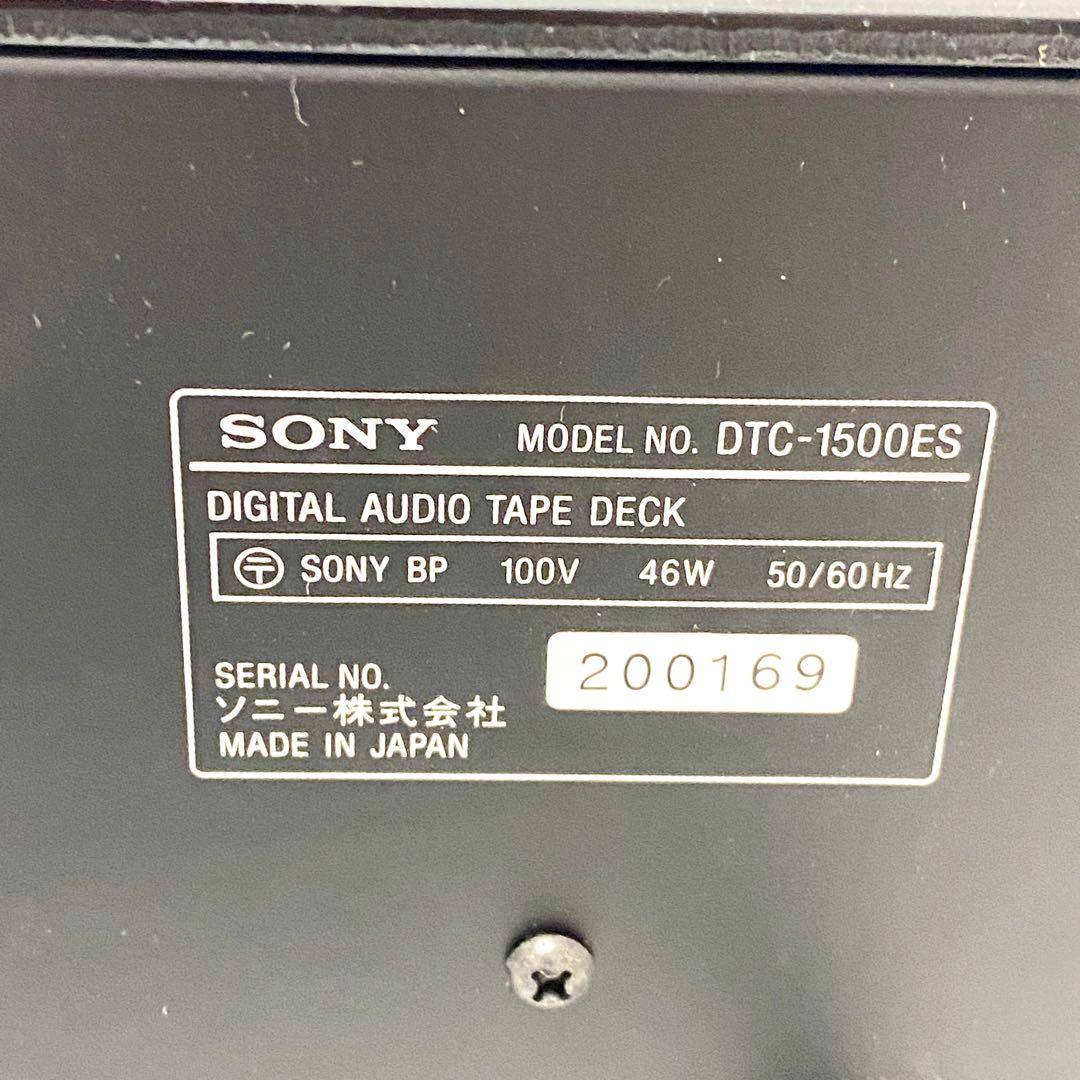 SONY MODEL NO. DTC-1500ES
DIGITAL AUDIO TAPE DECK
〒 SONY BP 100V 46W 50/60HZ
SERIAL NO. 200169
ソニー株式会社
MADE IN JAPAN